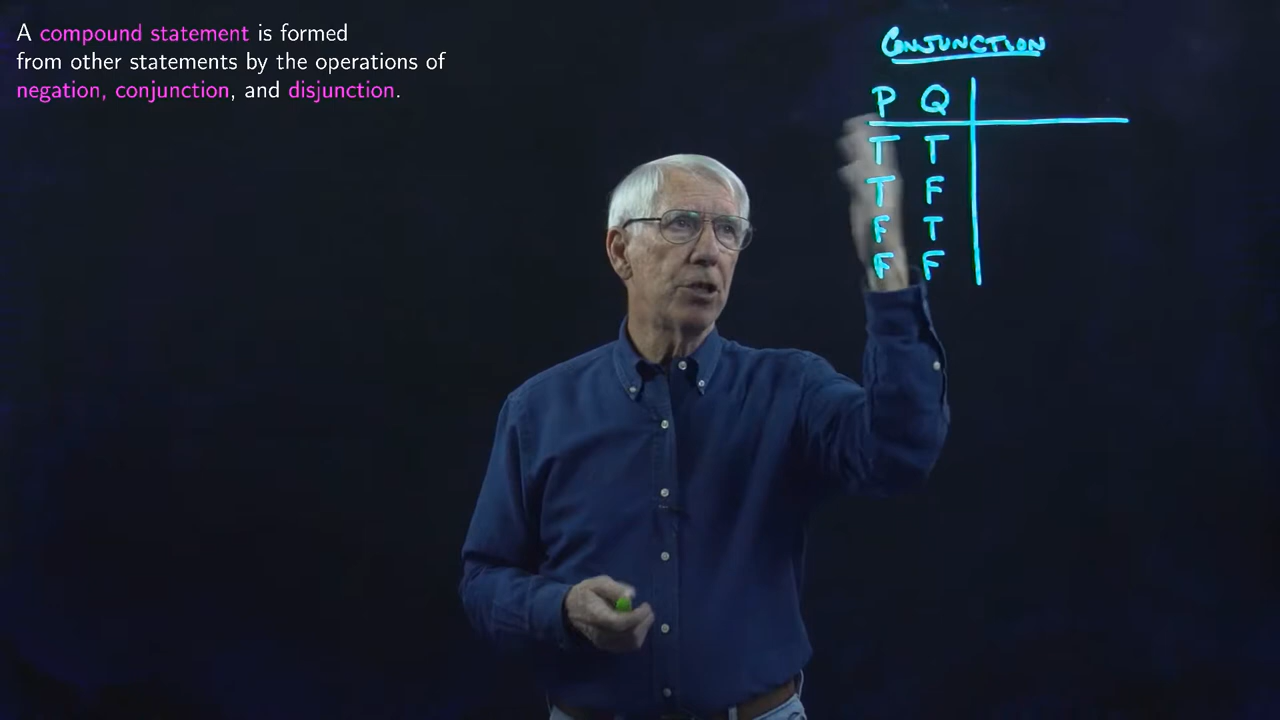 A compound statement is formed
from other statements by the operations of
negation, conjunction, and disjunction.
CONJUNCTION
P Q
T T
T F
F T
F F